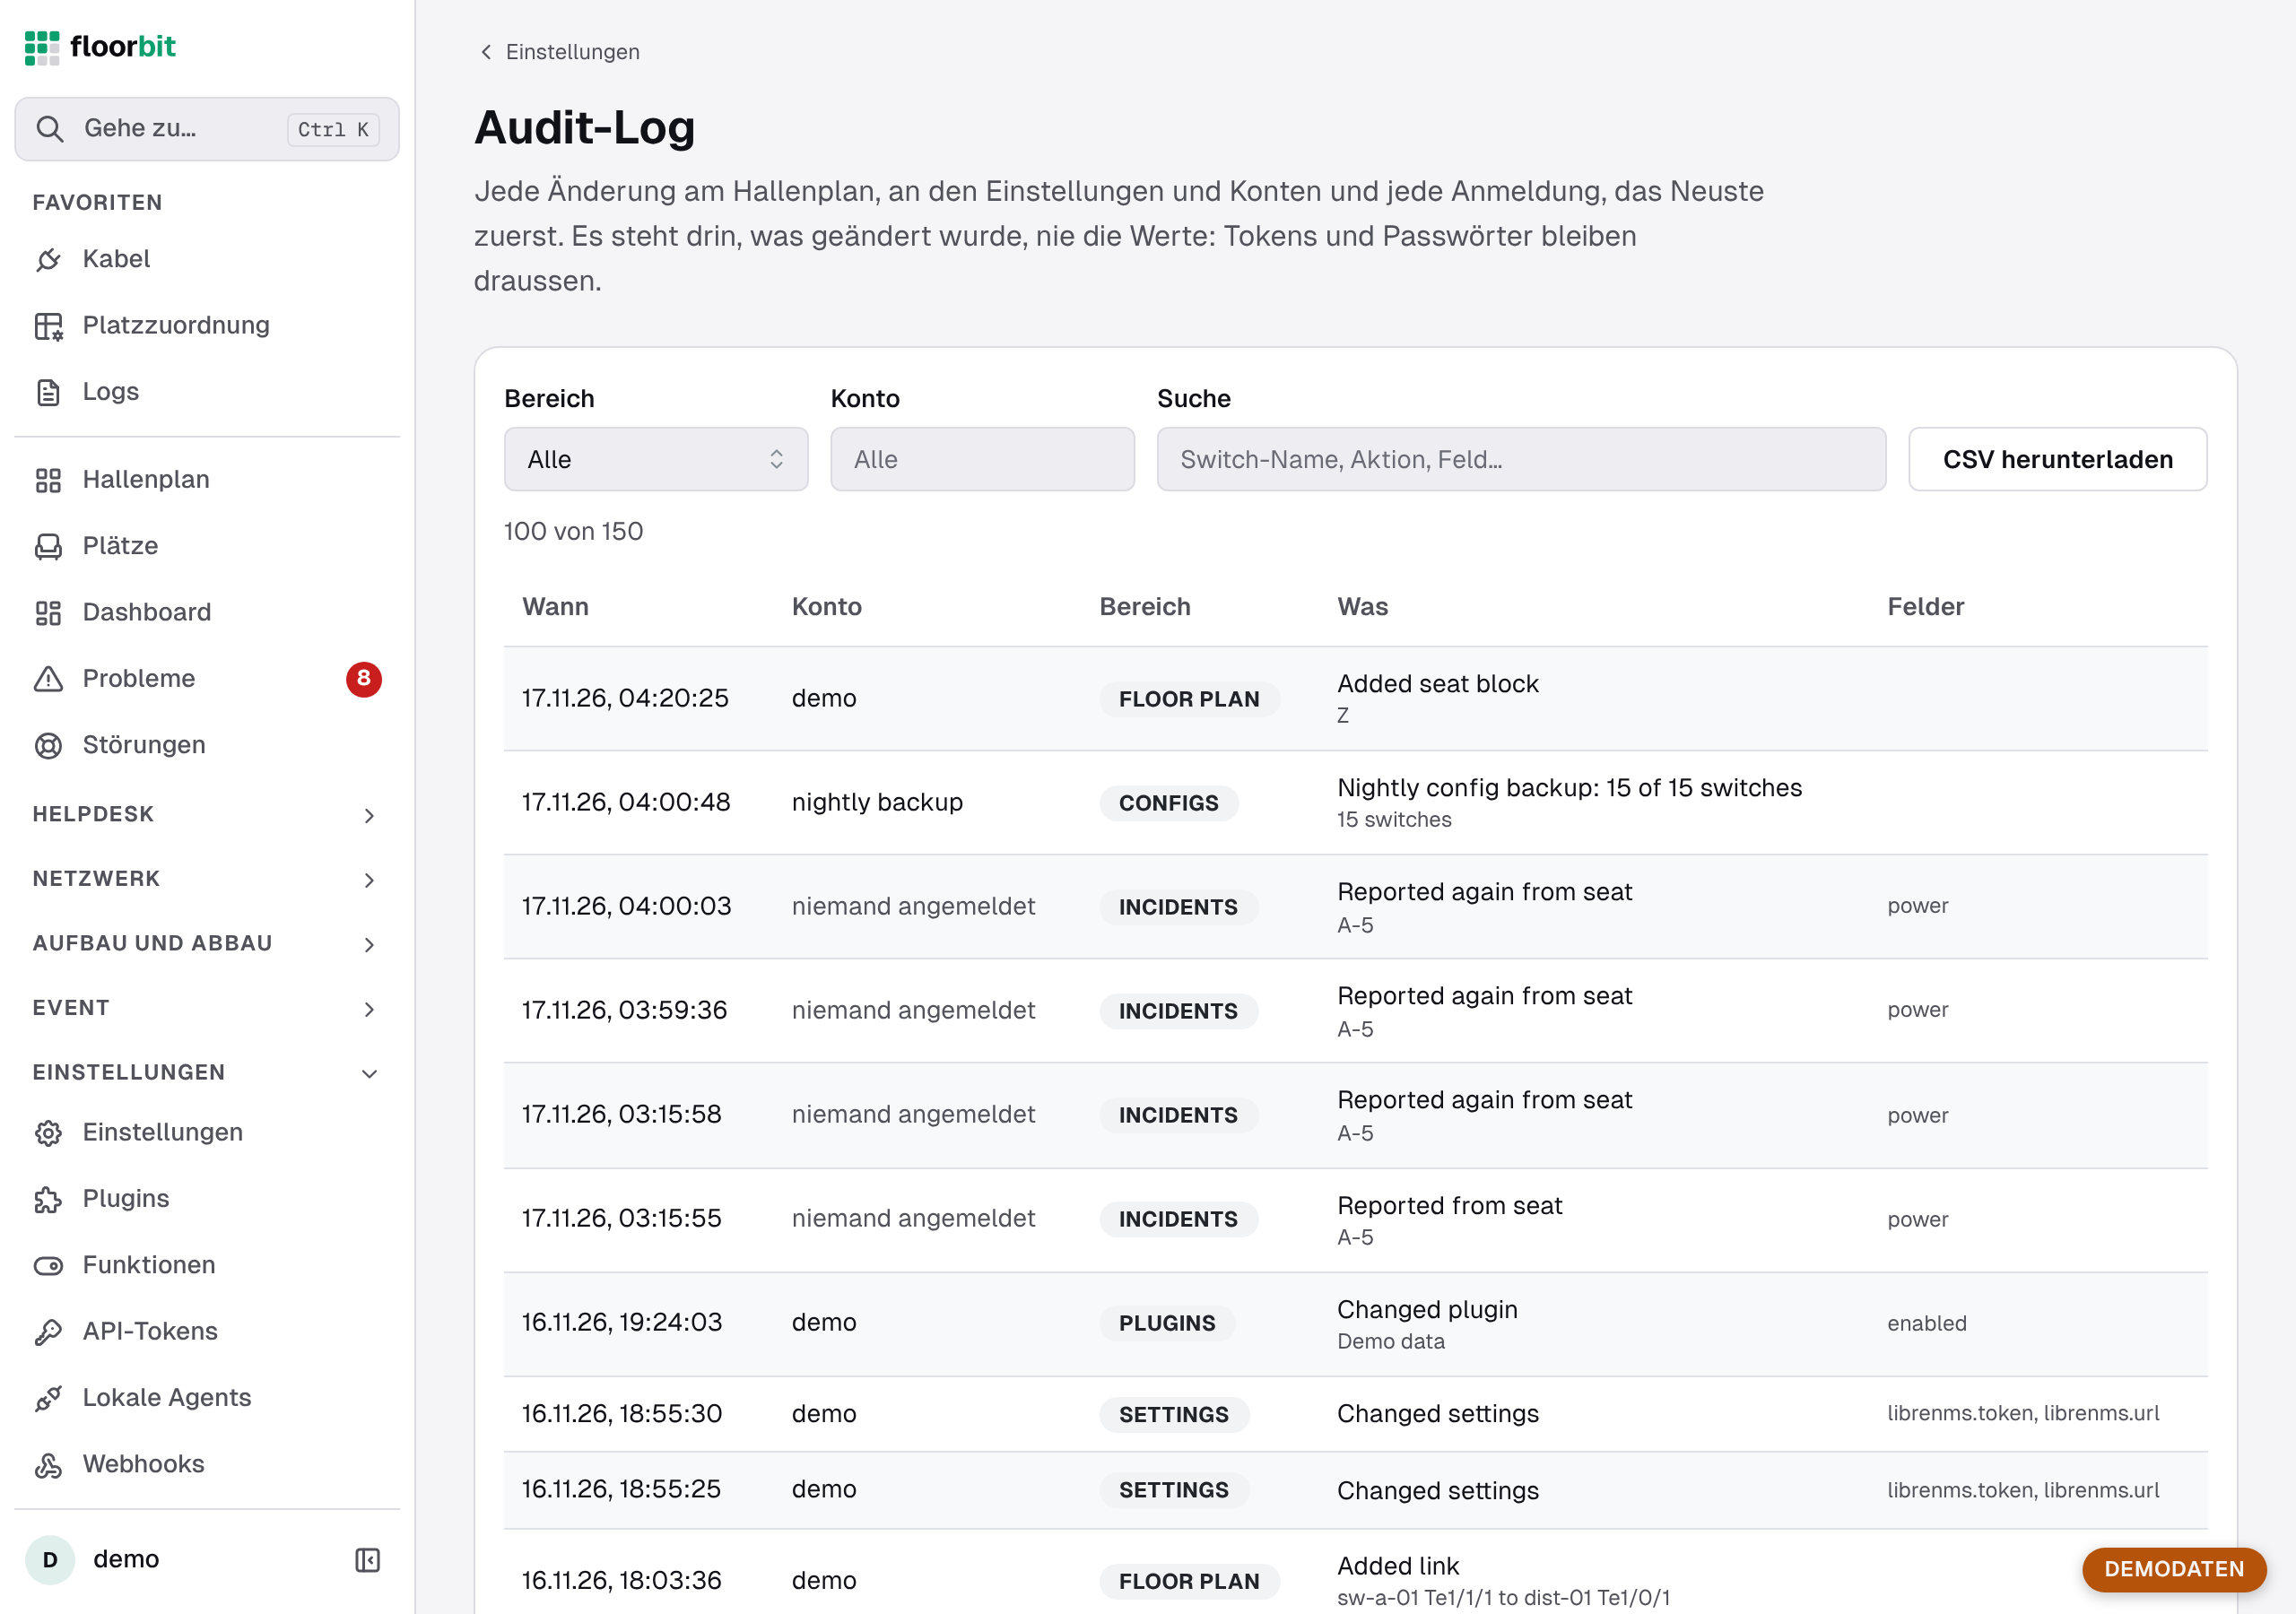 floorbit
Gehe zu... Ctrl K
FAVORITEN
Kabel
Platzzuordnung
Logs
Hallenplan
Plätze
Dashboard
Probleme 8
Störungen
HELPDESK
NETZWERK
AUFBAU UND ABBAU
EVENT
EINSTELLUNGEN
Einstellungen
Plugins
Funktionen
API-Tokens
Lokale Agents
Webhooks
D demo
Einstellungen
Audit-Log
Jede Änderung am Hallenplan, an den Einstellungen und Konten und jede Anmeldung, das Neuste
zuerst. Es steht drin, was geändert wurde, nie die Werte: Tokens und Passwörter bleiben
draussen.
Bereich Konto Suche
Alle Alle Switch-Name, Aktion, Feld... CSV herunterladen
100 von 150
Wann Konto Bereich Was Felder
17.11.26, 04:20:25 demo FLOOR PLAN Added seat block
Z
17.11.26, 04:00:48 nightly backup CONFIGS Nightly config backup: 15 of 15 switches
15 switches
17.11.26, 04:00:03 niemand angemeldet INCIDENTS Reported again from seat power
A-5
17.11.26, 03:59:36 niemand angemeldet INCIDENTS Reported again from seat power
A-5
17.11.26, 03:15:58 niemand angemeldet INCIDENTS Reported again from seat power
A-5
17.11.26, 03:15:55 niemand angemeldet INCIDENTS Reported from seat power
A-5
16.11.26, 19:24:03 demo PLUGINS Changed plugin enabled
Demo data
16.11.26, 18:55:30 demo SETTINGS Changed settings librenms.token, librenms.url
16.11.26, 18:55:25 demo SETTINGS Changed settings librenms.token, librenms.url
16.11.26, 18:03:36 demo FLOOR PLAN Added link
sw-a-01 Te1/1/1 to dist-01 Te1/0/1
DEMODATEN